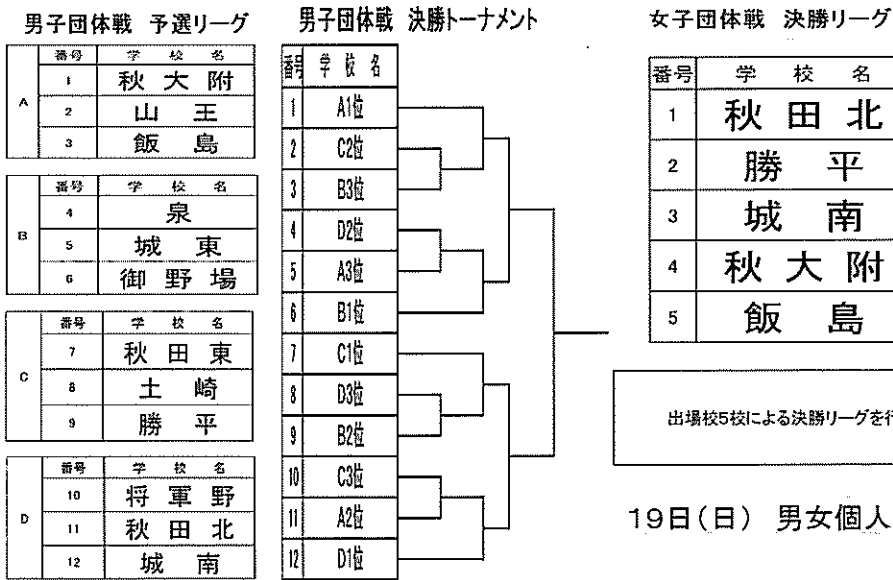 男子団体戦 予選リーグ
A
番号 学校名
1 秋大附
2 山王
3 飯島
B
番号 学校名
4 泉
5 城東
6 御野場
C
番号 学校名
7 秋田東
8 土崎
9 勝平
D
番号 学校名
10 将軍野
11 秋田北
12 城南
男子団体戦 決勝トーナメント
番号 学校名
1 A1位
2 C2位
3 B3位
4 D2位
5 A3位
6 B1位
7 C1位
8 D3位
9 B2位
10 C3位
11 A2位
12 D1位
女子団体戦 決勝リーグ
番号 学校名
1 秋田北
2 勝平
3 城南
4 秋大附
5 飯島
出場校5校による決勝リーグを行
19日(日) 男女個人